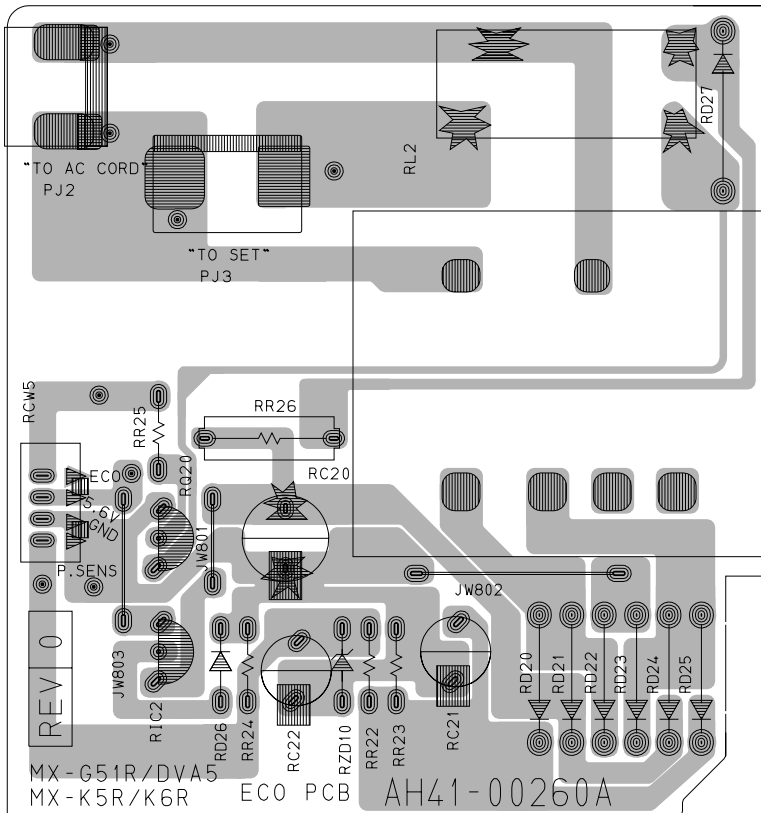 RD27
RL2
"TO AC CORD"
PJ2
"TO SET"
PJ3
RCW5
RR25
RR26
RC20
RQ20
ECO
5.6V
GND
P.SENS
JW801
JW802
JW803
RIC2
RD26
RR24
RC22
RZD10
RR22
RR23
RC21
RD20
RD21
RD22
RD23
RD24
RD25
REV 0
MX-G51R/DVA5
MX-K5R/K6R
ECO PCB
AH41-00260A